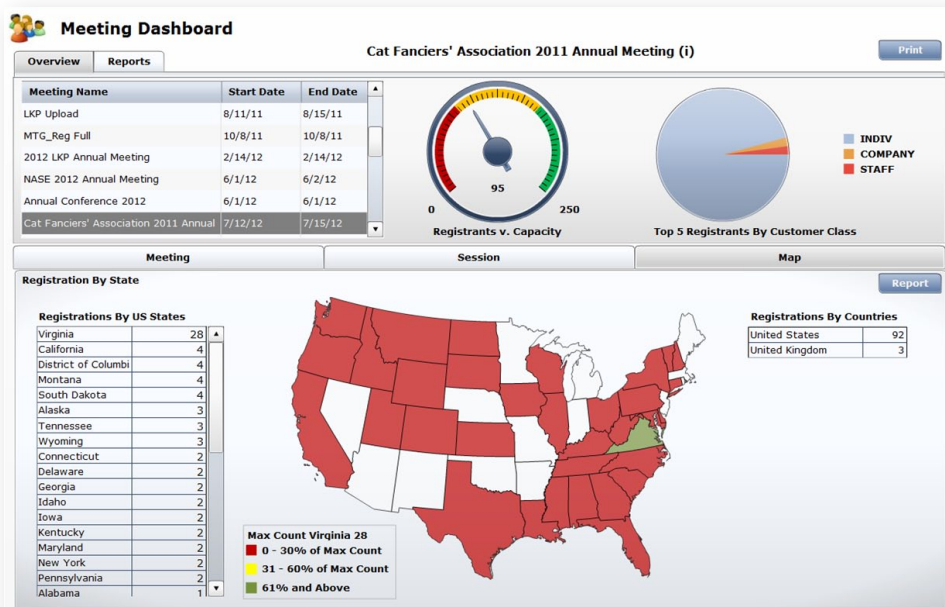 Meeting Dashboard
Cat Fanciers' Association 2011 Annual Meeting (i)
Print
Overview Reports
Meeting Name Start Date End Date
LKP Upload 8/11/11 8/15/11
MTG_Reg Full 10/8/11 10/8/11
2012 LKP Annual Meeting 2/14/12 2/14/12
NASE 2012 Annual Meeting 6/1/12 6/2/12
Annual Conference 2012 6/1/12 6/1/12
Cat Fanciers' Association 2011 Annual 7/12/12 7/15/12
95
0 250
Registrants v. Capacity
INDIV
COMPANY
STAFF
Top 5 Registrants By Customer Class
Meeting Session Map
Registration By State
Report
Registrations By US States
Virginia 28
California 4
District of Columbi 4
Montana 4
South Dakota 4
Alaska 3
Tennessee 3
Wyoming 3
Connecticut 2
Delaware 2
Georgia 2
Idaho 2
Iowa 2
Kentucky 2
Maryland 2
New York 2
Pennsylvania 2
Alabama 1
Max Count Virginia 28
0 - 30% of Max Count
31 - 60% of Max Count
61% and Above
Registrations By Countries
United States 92
United Kingdom 3